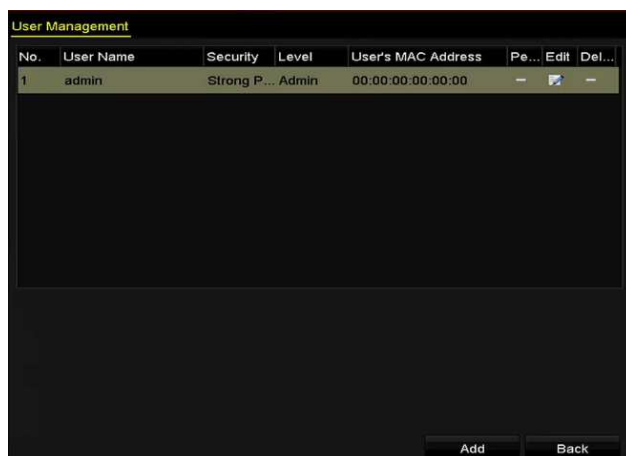 User Management
No. User Name Security Level User's MAC Address Pe... Edit Del...
1 admin Strong P... Admin 00:00:00:00:00:00 — —
Add Back